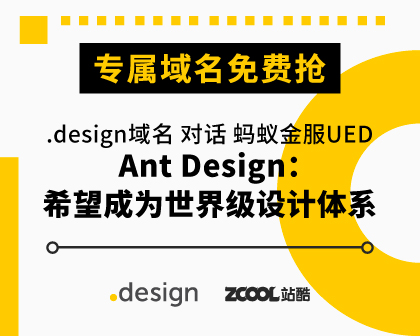 专属域名免费抢
.design域名 对话 蚂蚁金服UED
Ant Design：
希望成为世界级设计体系
.design ZCOOL站酷